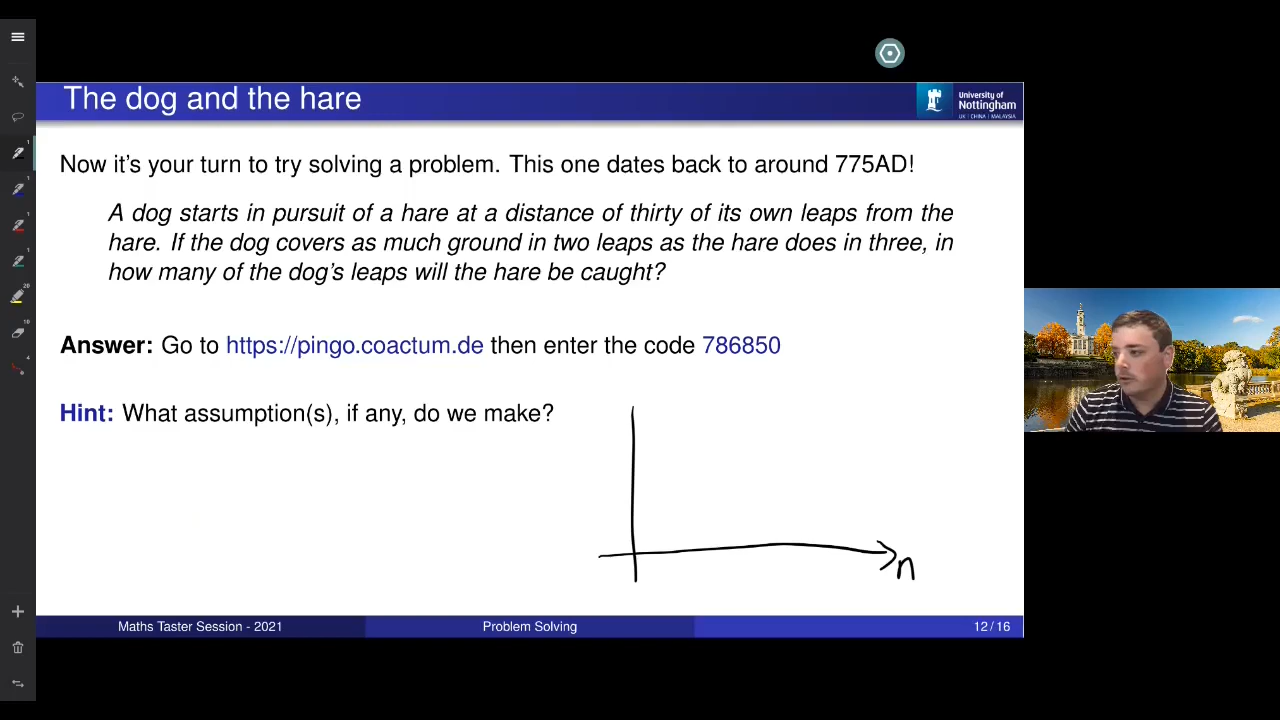 The dog and the hare
University of
Nottingham
UK | CHINA | MALAYSIA
Now it's your turn to try solving a problem. This one dates back to around 775AD!
A dog starts in pursuit of a hare at a distance of thirty of its own leaps from the
hare. If the dog covers as much ground in two leaps as the hare does in three, in
how many of the dog's leaps will the hare be caught?
Answer: Go to https://pingo.coactum.de then enter the code 786850
Hint: What assumption(s), if any, do we make?
n
Maths Taster Session - 2021
Problem Solving
12 / 16